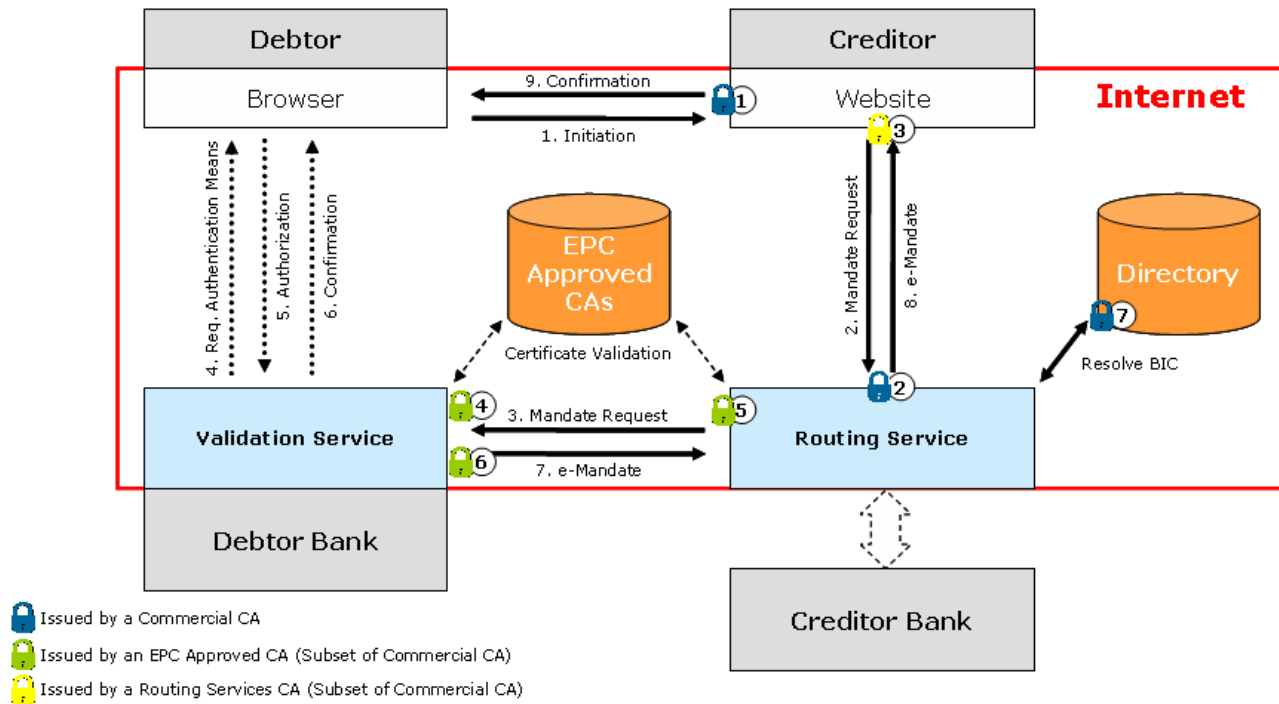 Debtor
Creditor
Browser
9. Confirmation
1
Website
Internet
1. Initiation
3
4. Req. Authentication Means
5. Authorization
6. Confirmation
EPC
Approved
CAs
2. Mandate Request
8. e-Mandate
Directory
7
Certificate Validation
Resolve BIC
2
4
3. Mandate Request
5
Validation Service
Routing Service
6
7. e-Mandate
Debtor Bank
Creditor Bank
Issued by a Commercial CA
Issued by an EPC Approved CA (Subset of Commercial CA)
Issued by a Routing Services CA (Subset of Commercial CA)